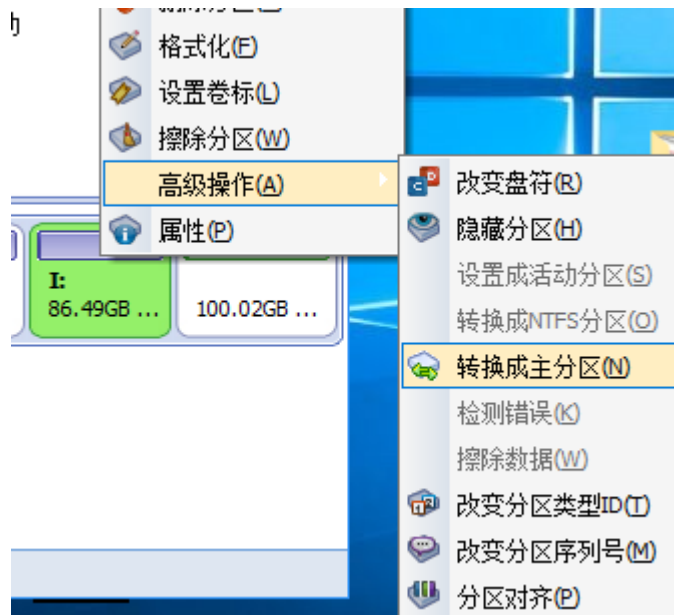 格式化(F)
设置卷标(L)
擦除分区(W)
高级操作(A)
属性(P)
I:
86.49GB ...
100.02GB ...
改变盘符(R)
隐藏分区(H)
设置成活动分区(S)
转换成NTFS分区(O)
转换成主分区(N)
检测错误(K)
擦除数据(W)
改变分区类型ID(T)
改变分区序列号(M)
分区对齐(P)